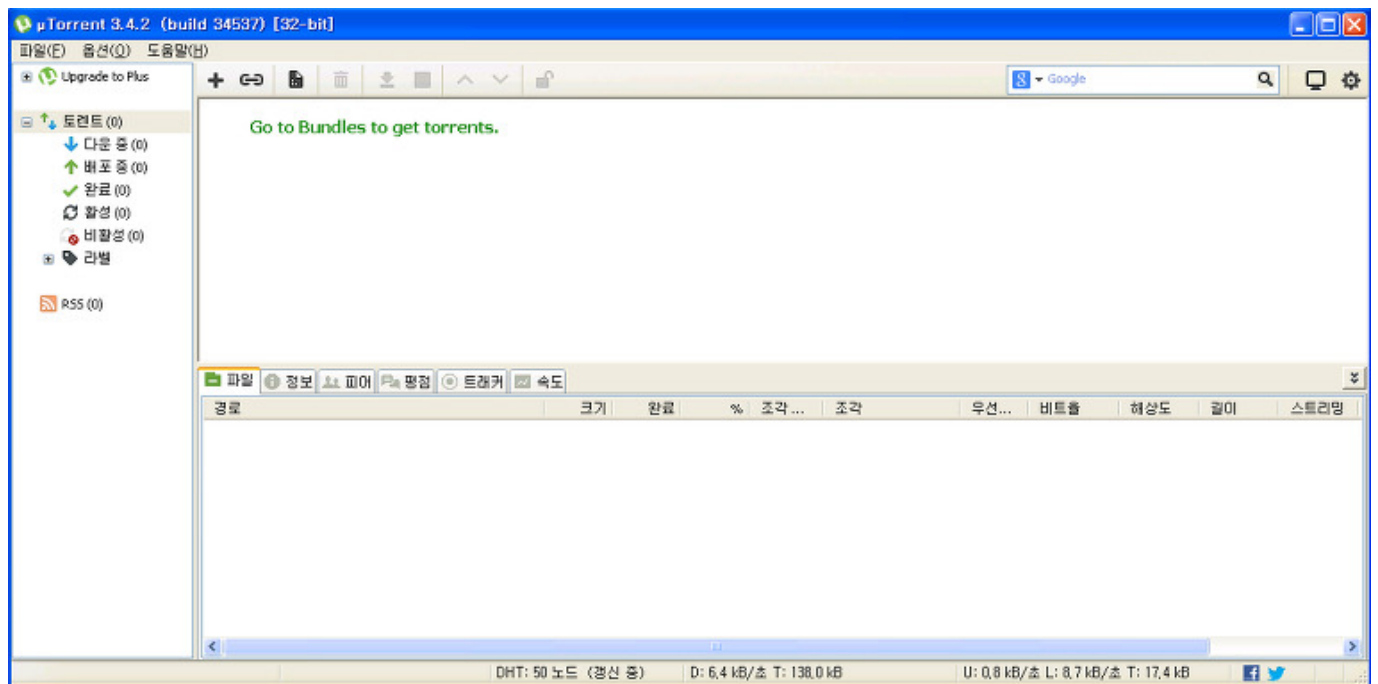 µTorrent 3.4.2 (build 34537) [32-bit]
파일(F) 옵션(O) 도움말(H)
Upgrade to Plus
Google
토렌트 (0)
다운 중 (0)
배포 중 (0)
완료 (0)
활성 (0)
비활성 (0)
라벨
RSS (0)
Go to Bundles to get torrents.
파일 정보 피어 평점 트래커 속도
경로 크기 완료 % 조각... 조각 우선... 비트율 해상도 길이 스트리밍
DHT: 50 노드 (갱신 중) D: 6,4 kB/초 T: 138,0 kB U: 0,8 kB/초 L: 8,7 kB/초 T: 17,4 kB